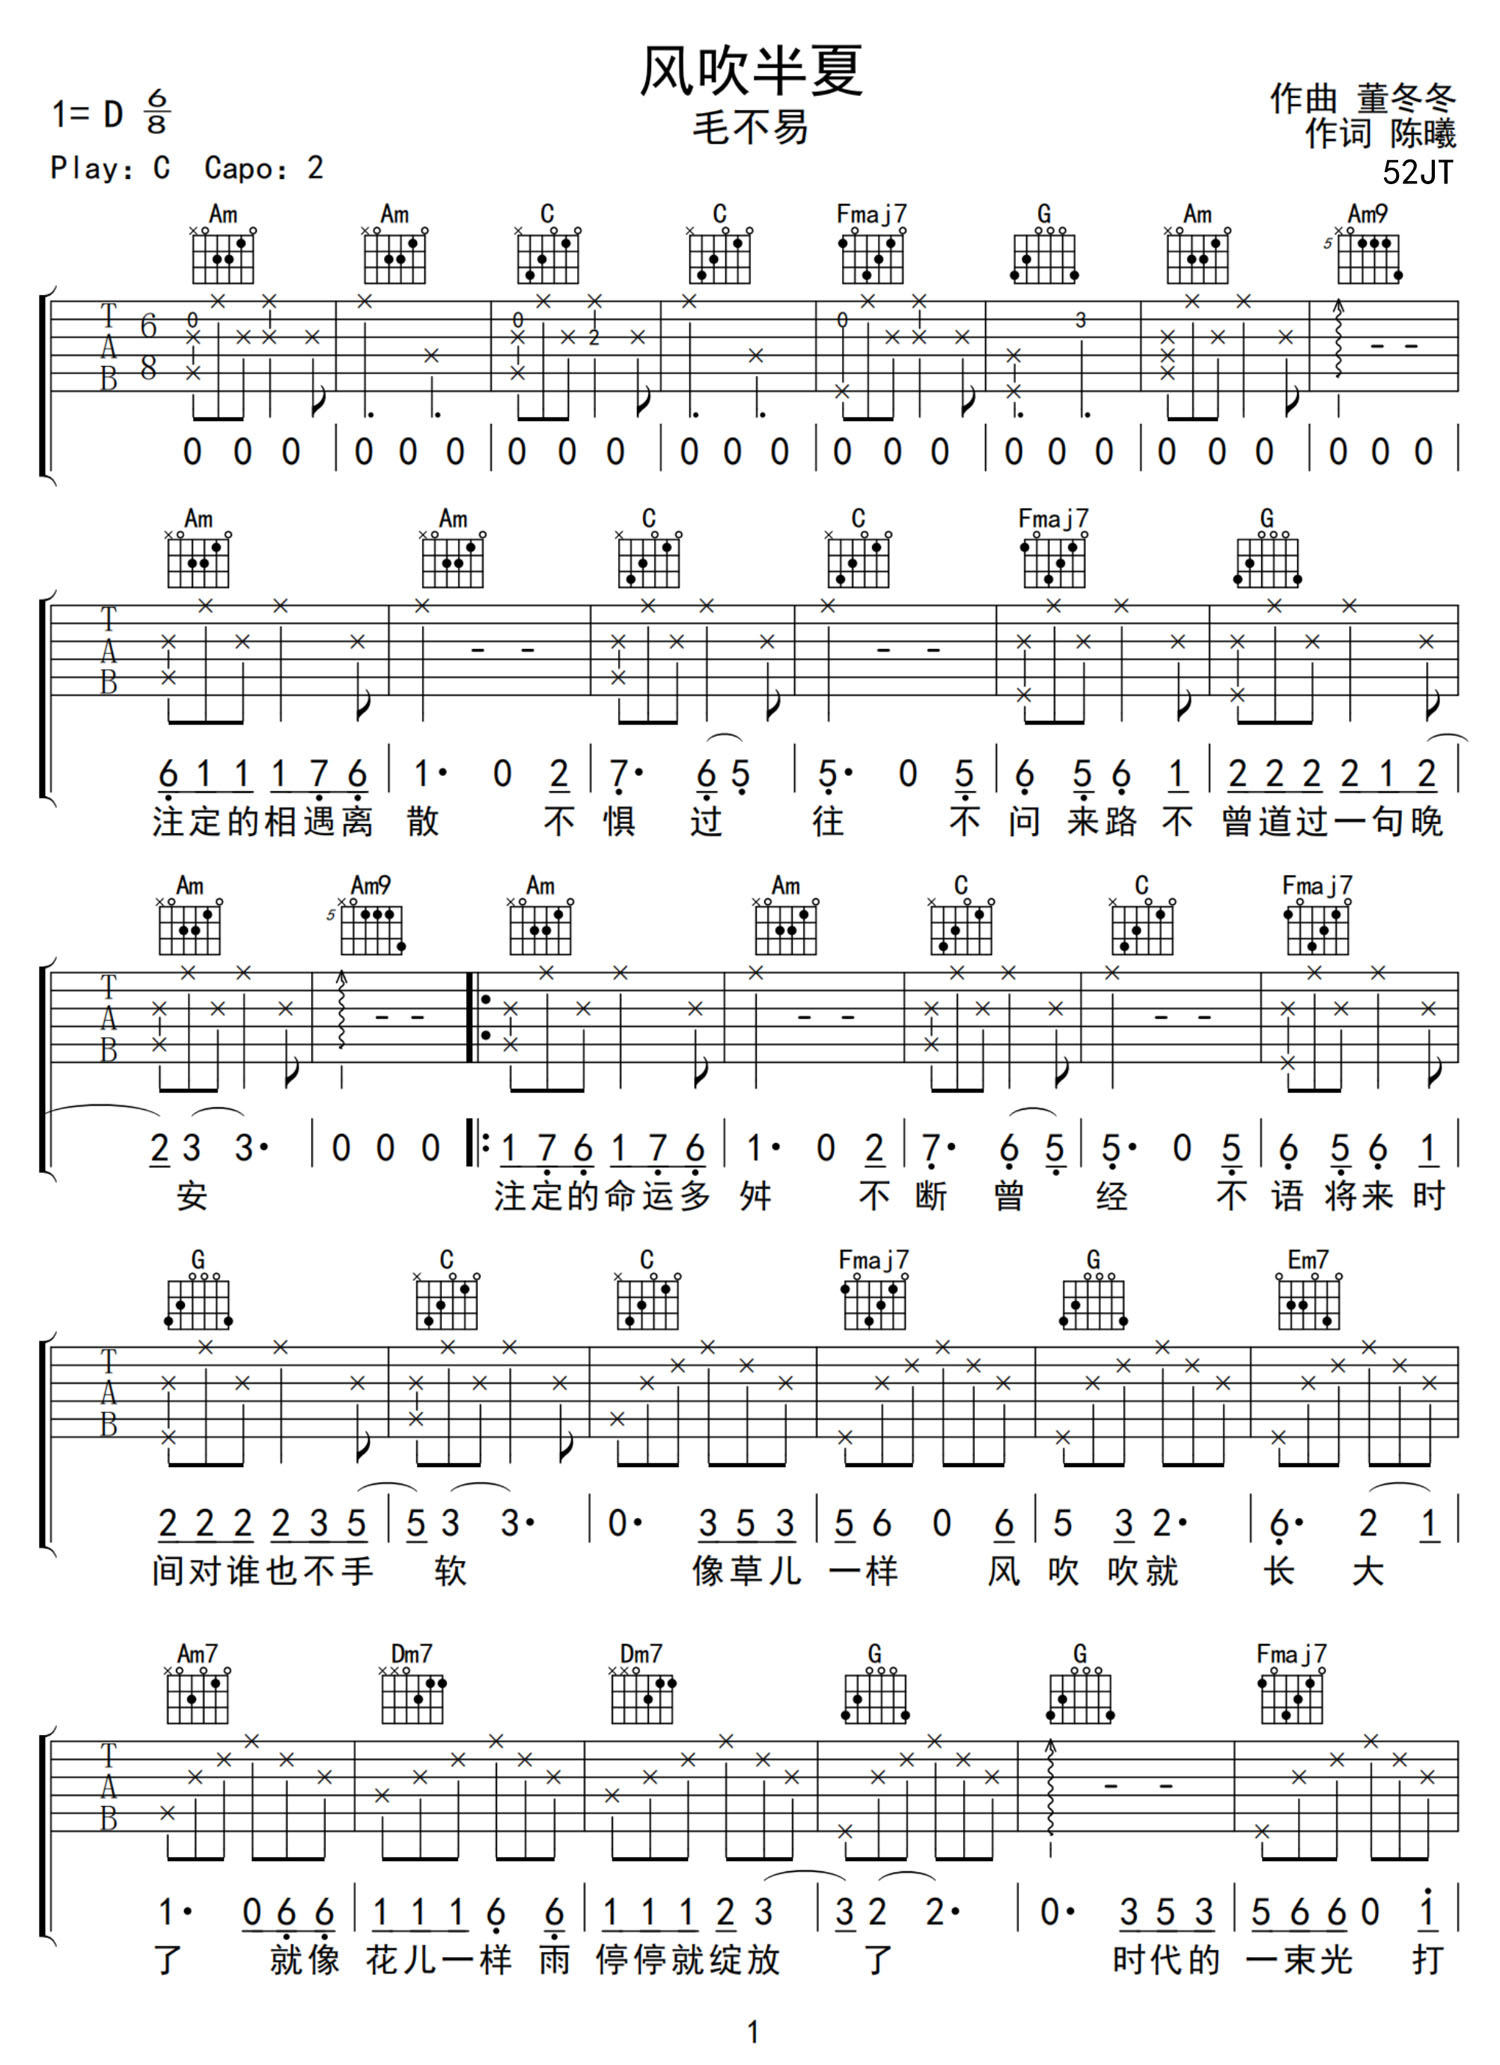 风吹半夏
毛不易
1= D 6/8
作曲 董冬冬
作词 陈曦
Play: C Capo: 2
52JT
Am Am C C Fmaj7 G Am Am9
5
T A B 6 8 0 0 2 0 3
0 0 0 0 0 0 0 0 0 0 0 0 0 0 0 0 0 0 0 0 0 0 0 0
Am Am C C Fmaj7 G
T A B
6 1 1 1 7 6 1· 0 2 7· 6 5 5· 0 5 6 5 6 1 2 2 2 2 1 2
注定的相遇离 散 不 惧 过 往 不 问 来路 不 曾道过一句晚
Am Am9 Am Am C C Fmaj7
5
T A B
2 3 3· 0 0 0 1 7 6 1 7 6 1· 0 2 7· 6 5 5· 0 5 6 5 6 1
安 注定的命运多 舛 不 断 曾 经 不 语 将来 时
G C C Fmaj7 G Em7
T A B
2 2 2 2 3 5 5 3 3· 0· 3 5 3 5 6 0 6 5 3 2· 6· 2 1
间对谁也不手 软 像草儿 一样 风 吹 吹就 长 大
Am7 Dm7 Dm7 G G Fmaj7
T A B
1· 0 6 6 1 1 1 6 6 1 1 1 2 3 3 2 2· 0· 3 5 3 5 6 6 0 1
了 就像 花儿一样 雨 停停就绽放 了 时代的 一束光 打
1